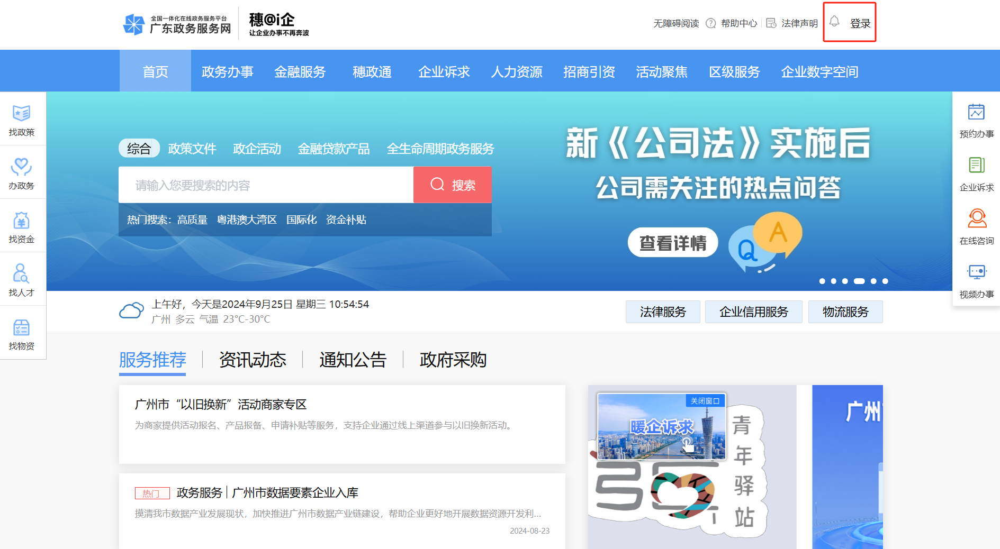 全国一体化在线政务服务平台
广东政务服务网
穗@i企
让企业办事不再奔波
无障碍阅读 帮助中心 法律声明 登录
首页 政务办事 金融服务 穗政通 企业诉求 人力资源 招商引资 活动聚焦 区级服务 企业数字空间
找政策
办政务
找资金
找人才
找物资
综合 政策文件 政企活动 金融贷款产品 全生命周期政务服务
请输入您要搜索的内容 搜索
热门搜索：高质量 粤港澳大湾区 国际化 资金补贴
新《公司法》实施后
公司需关注的热点问答
查看详情
Q A
预约办事
企业诉求
在线咨询
视频办事
上午好，今天是2024年9月25日 星期三 10:54:54
广州 多云 气温 23°C-30°C
法律服务 企业信用服务 物流服务
服务推荐 资讯动态 通知公告 政府采购
广州市“以旧换新”活动商家专区
为商家提供活动报名、产品报备、申请补贴等服务，支持企业通过线上渠道参与以旧换新活动。
热门 政务服务 广州市数据要素企业入库
摸清我市数据产业发展现状，加快推进广州市数据产业链建设，帮助企业更好地开展数据资源开发利...
2024-08-23
关闭窗口
暖企诉求
青年驿站
广州